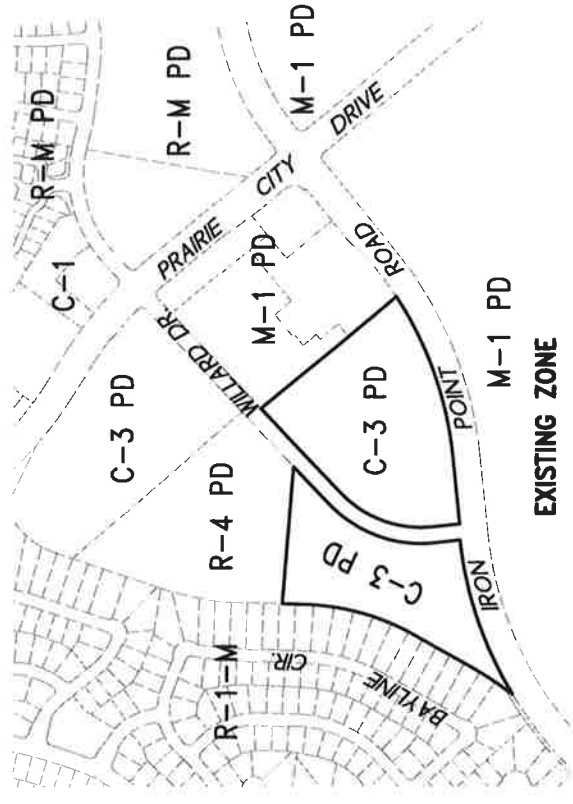 R-M PD
C-1
R-M PD
M-1 PD
PRAIRIE CITY DRIVE
C-3 PD
WILLARD DR.
M-1 PD
ROAD
R-4 PD
C-3 PD
POINT
M-1 PD
C-3 PD
R-1-M
CIR.
BAYLINE
IRON
EXISTING ZONE